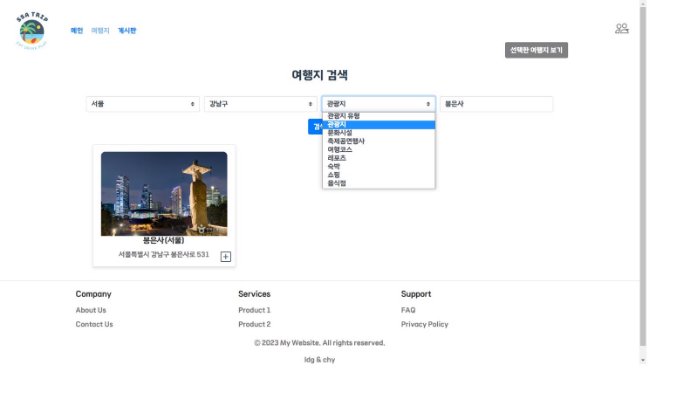 SSA TRIP
메인 여행지 게시판
선택한 여행지 보기
여행지 검색
서울 강남구 관광지 봉은사
관광지 유형
관광지
문화시설
축제공연행사
여행코스
레포츠
숙박
쇼핑
음식점
봉은사(서울)
서울특별시 강남구 봉은사로 531
Company Services Support
About Us Product 1 FAQ
Contact Us Product 2 Privacy Policy
© 2023 My Website. All rights reserved.
ldg & chy